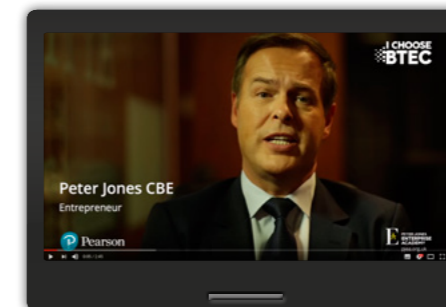 I CHOOSE
BTEC
Peter Jones CBE
Entrepreneur
Pearson
PETER JONES
ENTERPRISE
ACADEMY